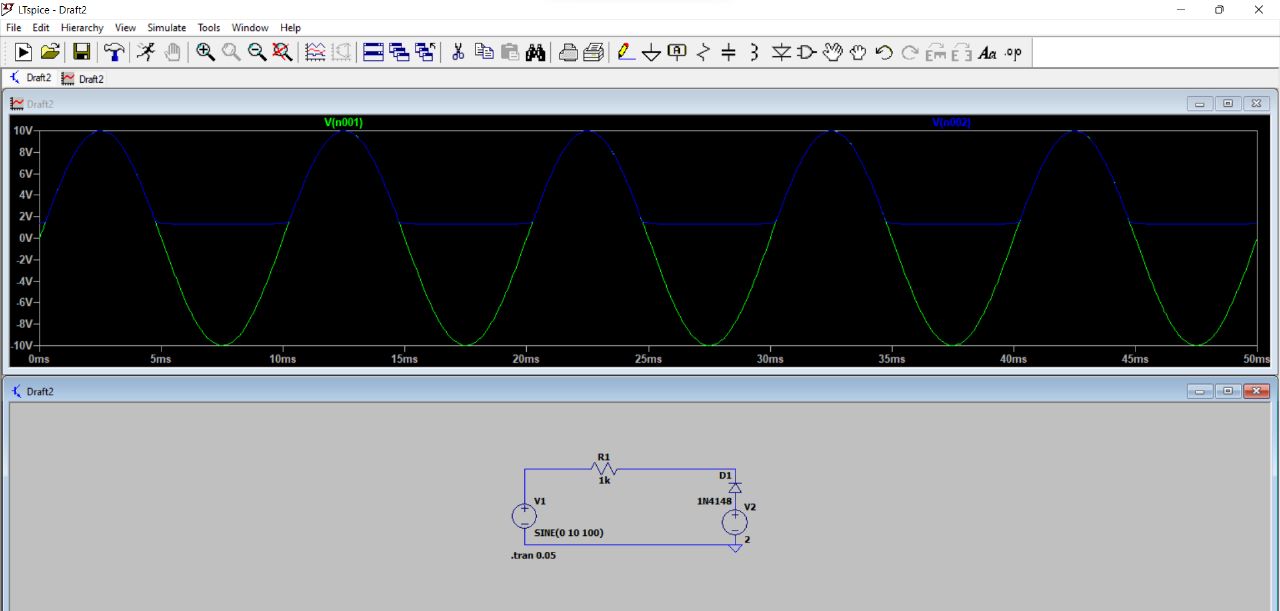 LTspice - Draft2
File Edit Hierarchy View Simulate Tools Window Help
Draft2 Draft2
Draft2
V(n001) V(n002)
10V
8V
6V
4V
2V
0V
-2V
-4V
-6V
-8V
-10V
0ms 5ms 10ms 15ms 20ms 25ms 30ms 35ms 40ms 45ms 50ms
Draft2
R1
1k
D1
1N4148
V1
V2
SINE(0 10 100)
2
.tran 0.05